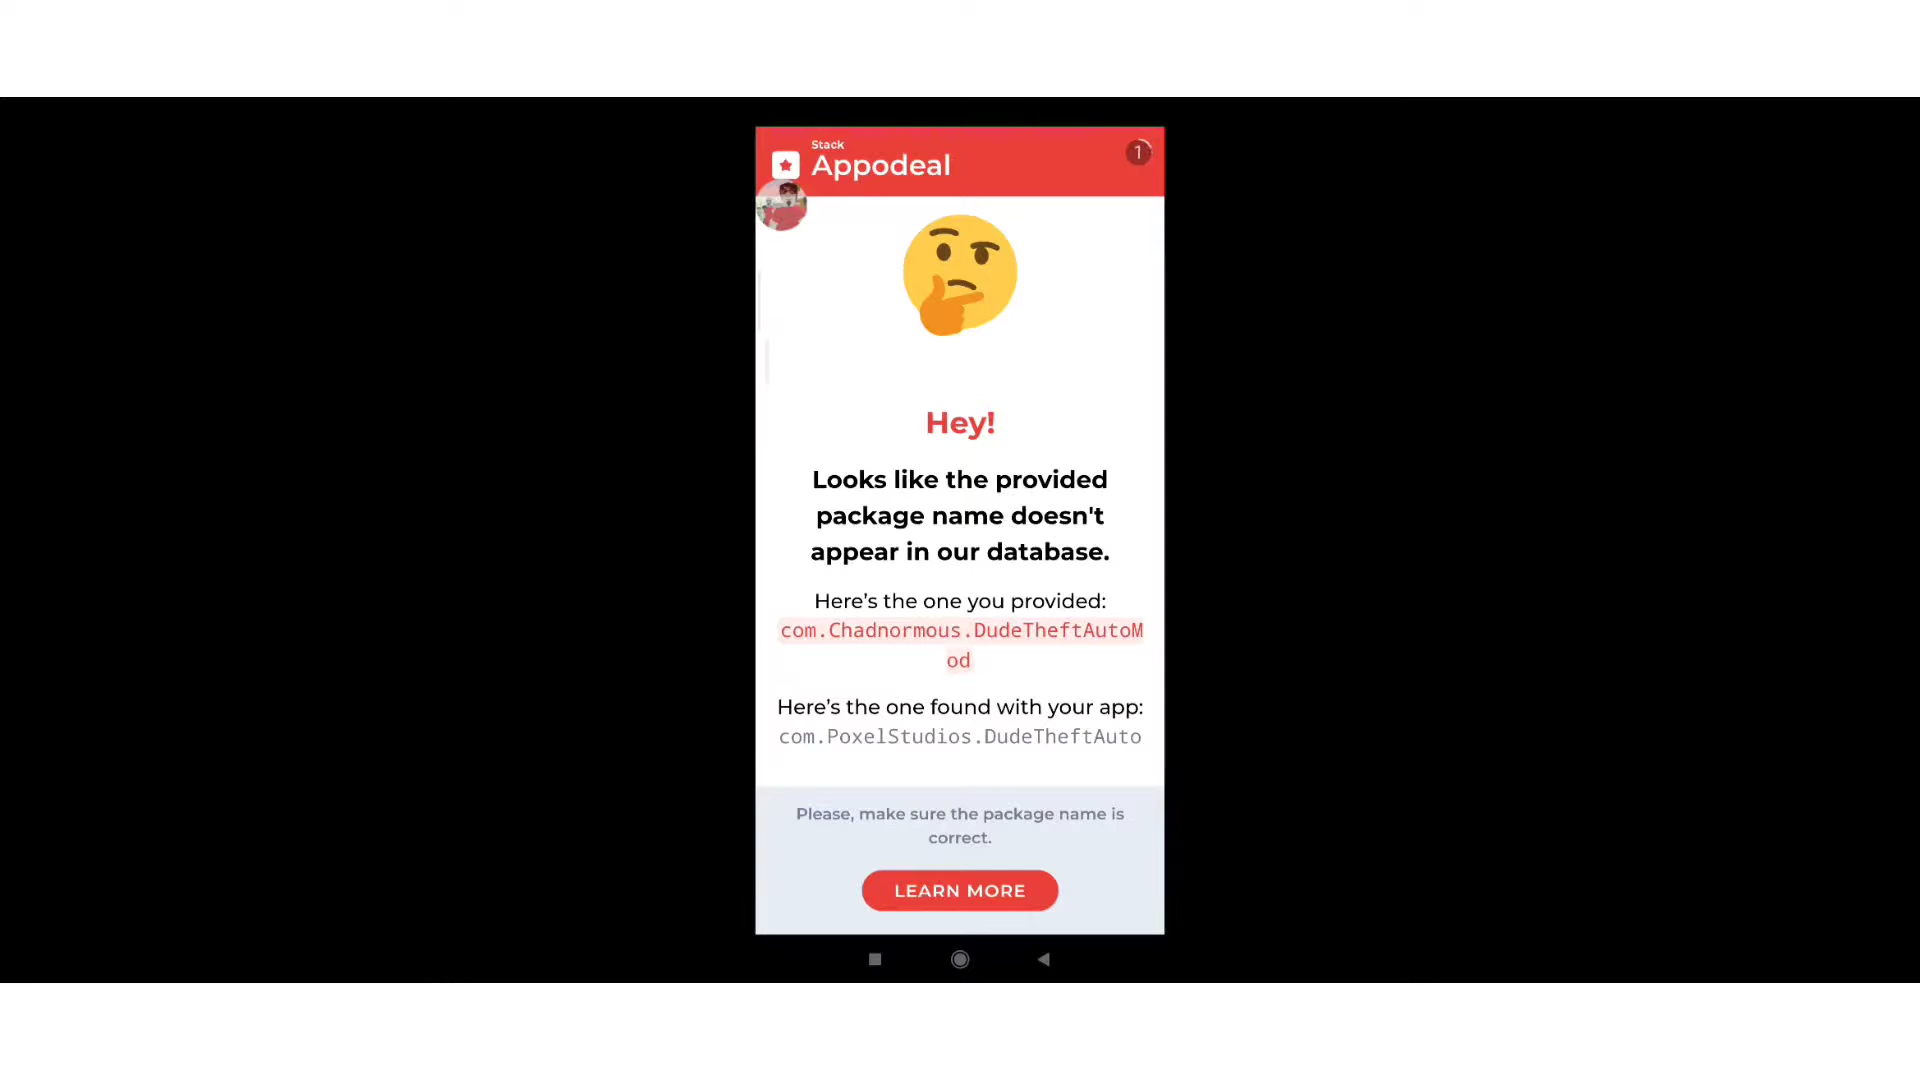 Stack
Appodeal
1
Hey!
Looks like the provided
package name doesn't
appear in our database.
Here’s the one you provided:
com.Chadnormous.DudeTheftAutoM
od
Here’s the one found with your app:
com.PoxelStudios.DudeTheftAuto
Please, make sure the package name is
correct.
LEARN MORE